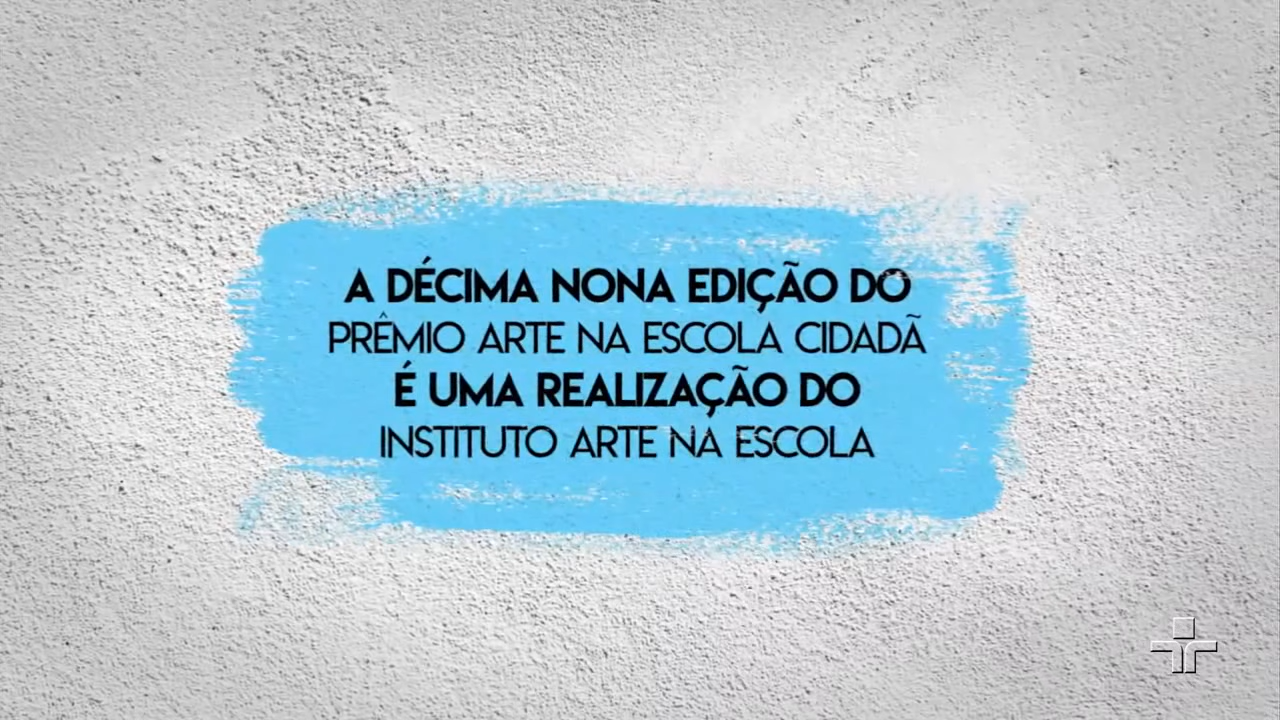 A DÉCIMA NONA EDIÇÃO DO
PRÊMIO ARTE NA ESCOLA CIDADÃ
É UMA REALIZAÇÃO DO
INSTITUTO ARTE NA ESCOLA